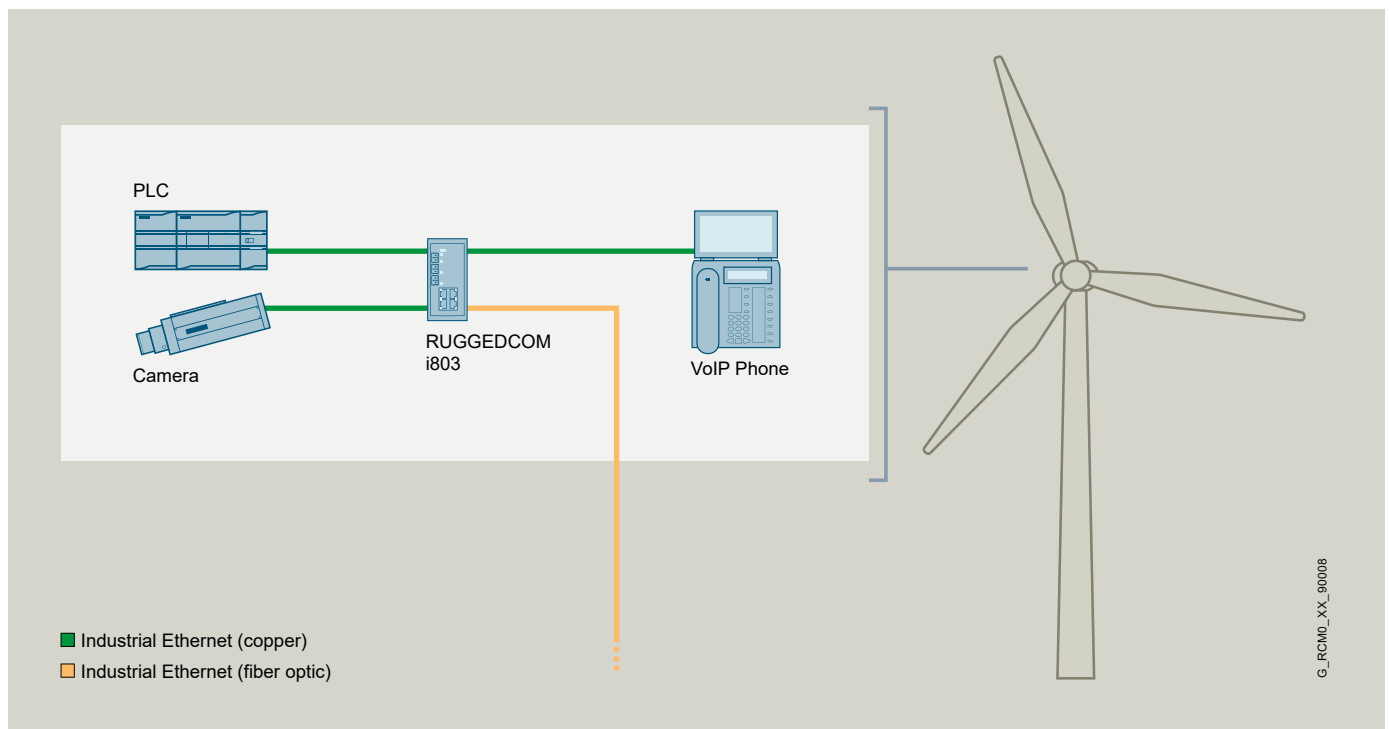 PLC
Camera
RUGGEDCOM
i803
VoIP Phone
Industrial Ethernet (copper)
Industrial Ethernet (fiber optic)
G_RCM0_XX_90008